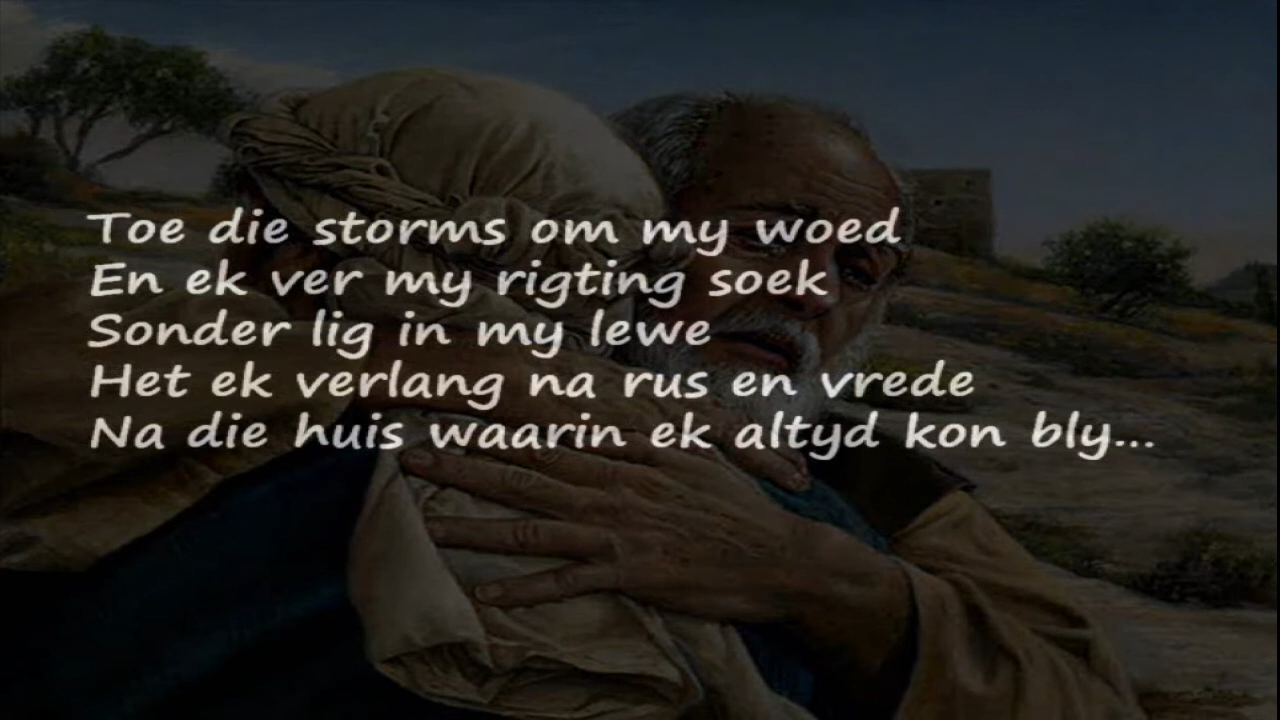 Toe die storms om my woed
En ek ver my rigting soek
Sonder lig in my lewe
Het ek verlang na rus en vrede
Na die huis waarin ek altyd kon bly...